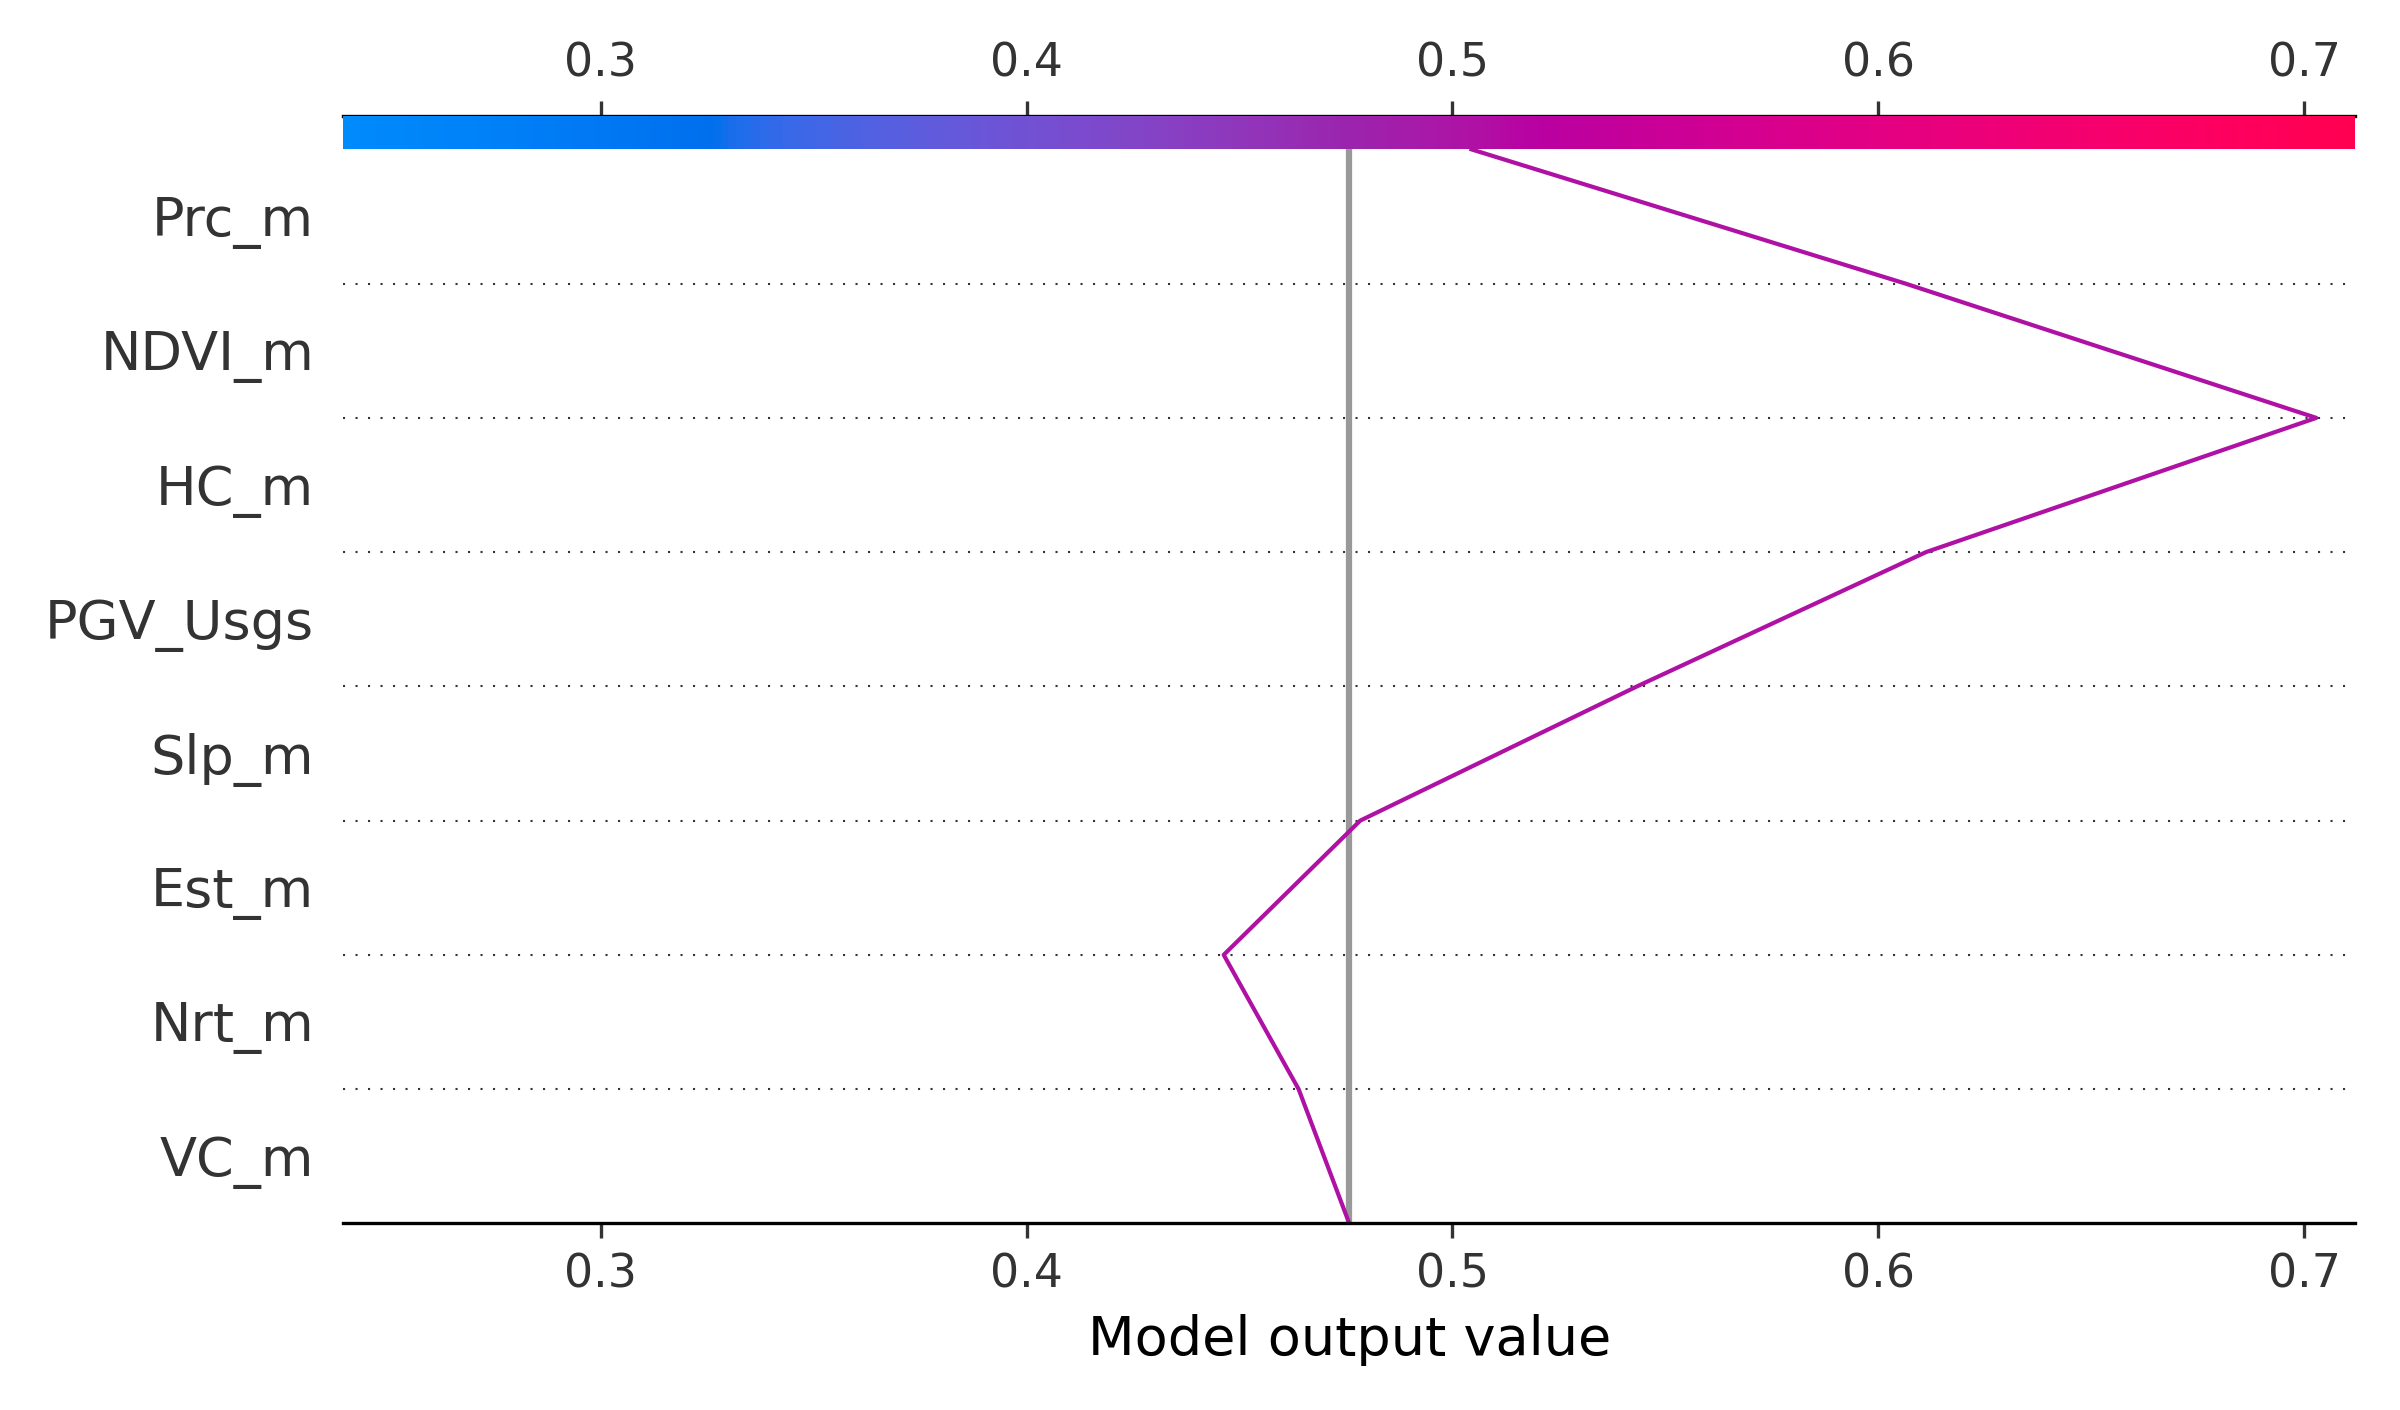 0.3 0.4 0.5 0.6 0.7
Prc_m
NDVI_m
HC_m
PGV_Usgs
Slp_m
Est_m
Nrt_m
VC_m
0.3 0.4 0.5 0.6 0.7
Model output value